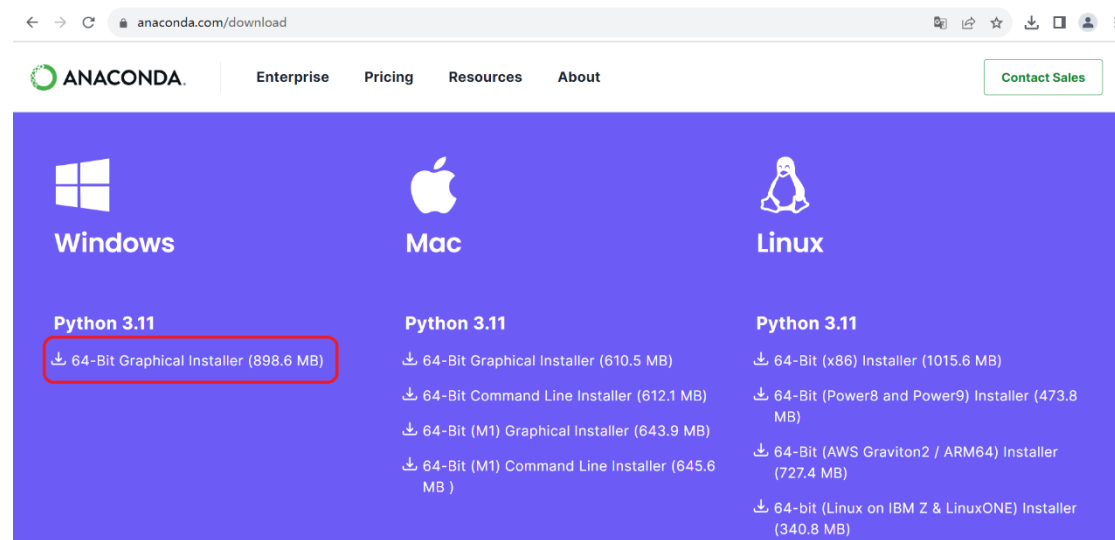 anaconda.com/download
ANACONDA.
Enterprise
Pricing
Resources
About
Contact Sales
Windows
Python 3.11
64-Bit Graphical Installer (898.6 MB)
Mac
Python 3.11
64-Bit Graphical Installer (610.5 MB)
64-Bit Command Line Installer (612.1 MB)
64-Bit (M1) Graphical Installer (643.9 MB)
64-Bit (M1) Command Line Installer (645.6
MB )
Linux
Python 3.11
64-Bit (x86) Installer (1015.6 MB)
64-Bit (Power8 and Power9) Installer (473.8
MB)
64-Bit (AWS Graviton2 / ARM64) Installer
(727.4 MB)
64-bit (Linux on IBM Z & LinuxONE) Installer
(340.8 MB)